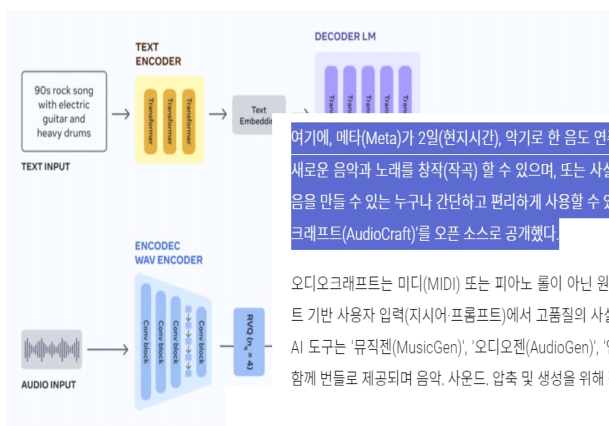 TEXT
ENCODER
DECODER LM
90s rock song
with electric
guitar and
heavy drums
Transformer
Transformer
Transformer
Text
TEXT INPUT
여기에, 메타(Meta)가 2일(현지시간), 악기로 한 음도
새로운 음악과 노래를 창작(작곡) 할 수 있으며, 또는
음을 만들 수 있는 누구나 간단하고 편리하게 사용할 수
크래프트(AudioCraft)'를 오픈 소스로 공개했다.
ENCODEC
WAV ENCODER
Conv block
Conv block
Conv block
Conv block
RVQ (nq = 4)
AUDIO INPUT
오디오크래프트는 미디(MIDI) 또는 피아노 롤이 아닌
트 기반 사용자 입력(지시어·프롬프트)에서 고품질의
AI 도구는 '뮤직젠(MusicGen)', '오디오젠(AudioGen)',
함께 번들로 제공되며 음악, 사운드, 압축 및 생성을 위해